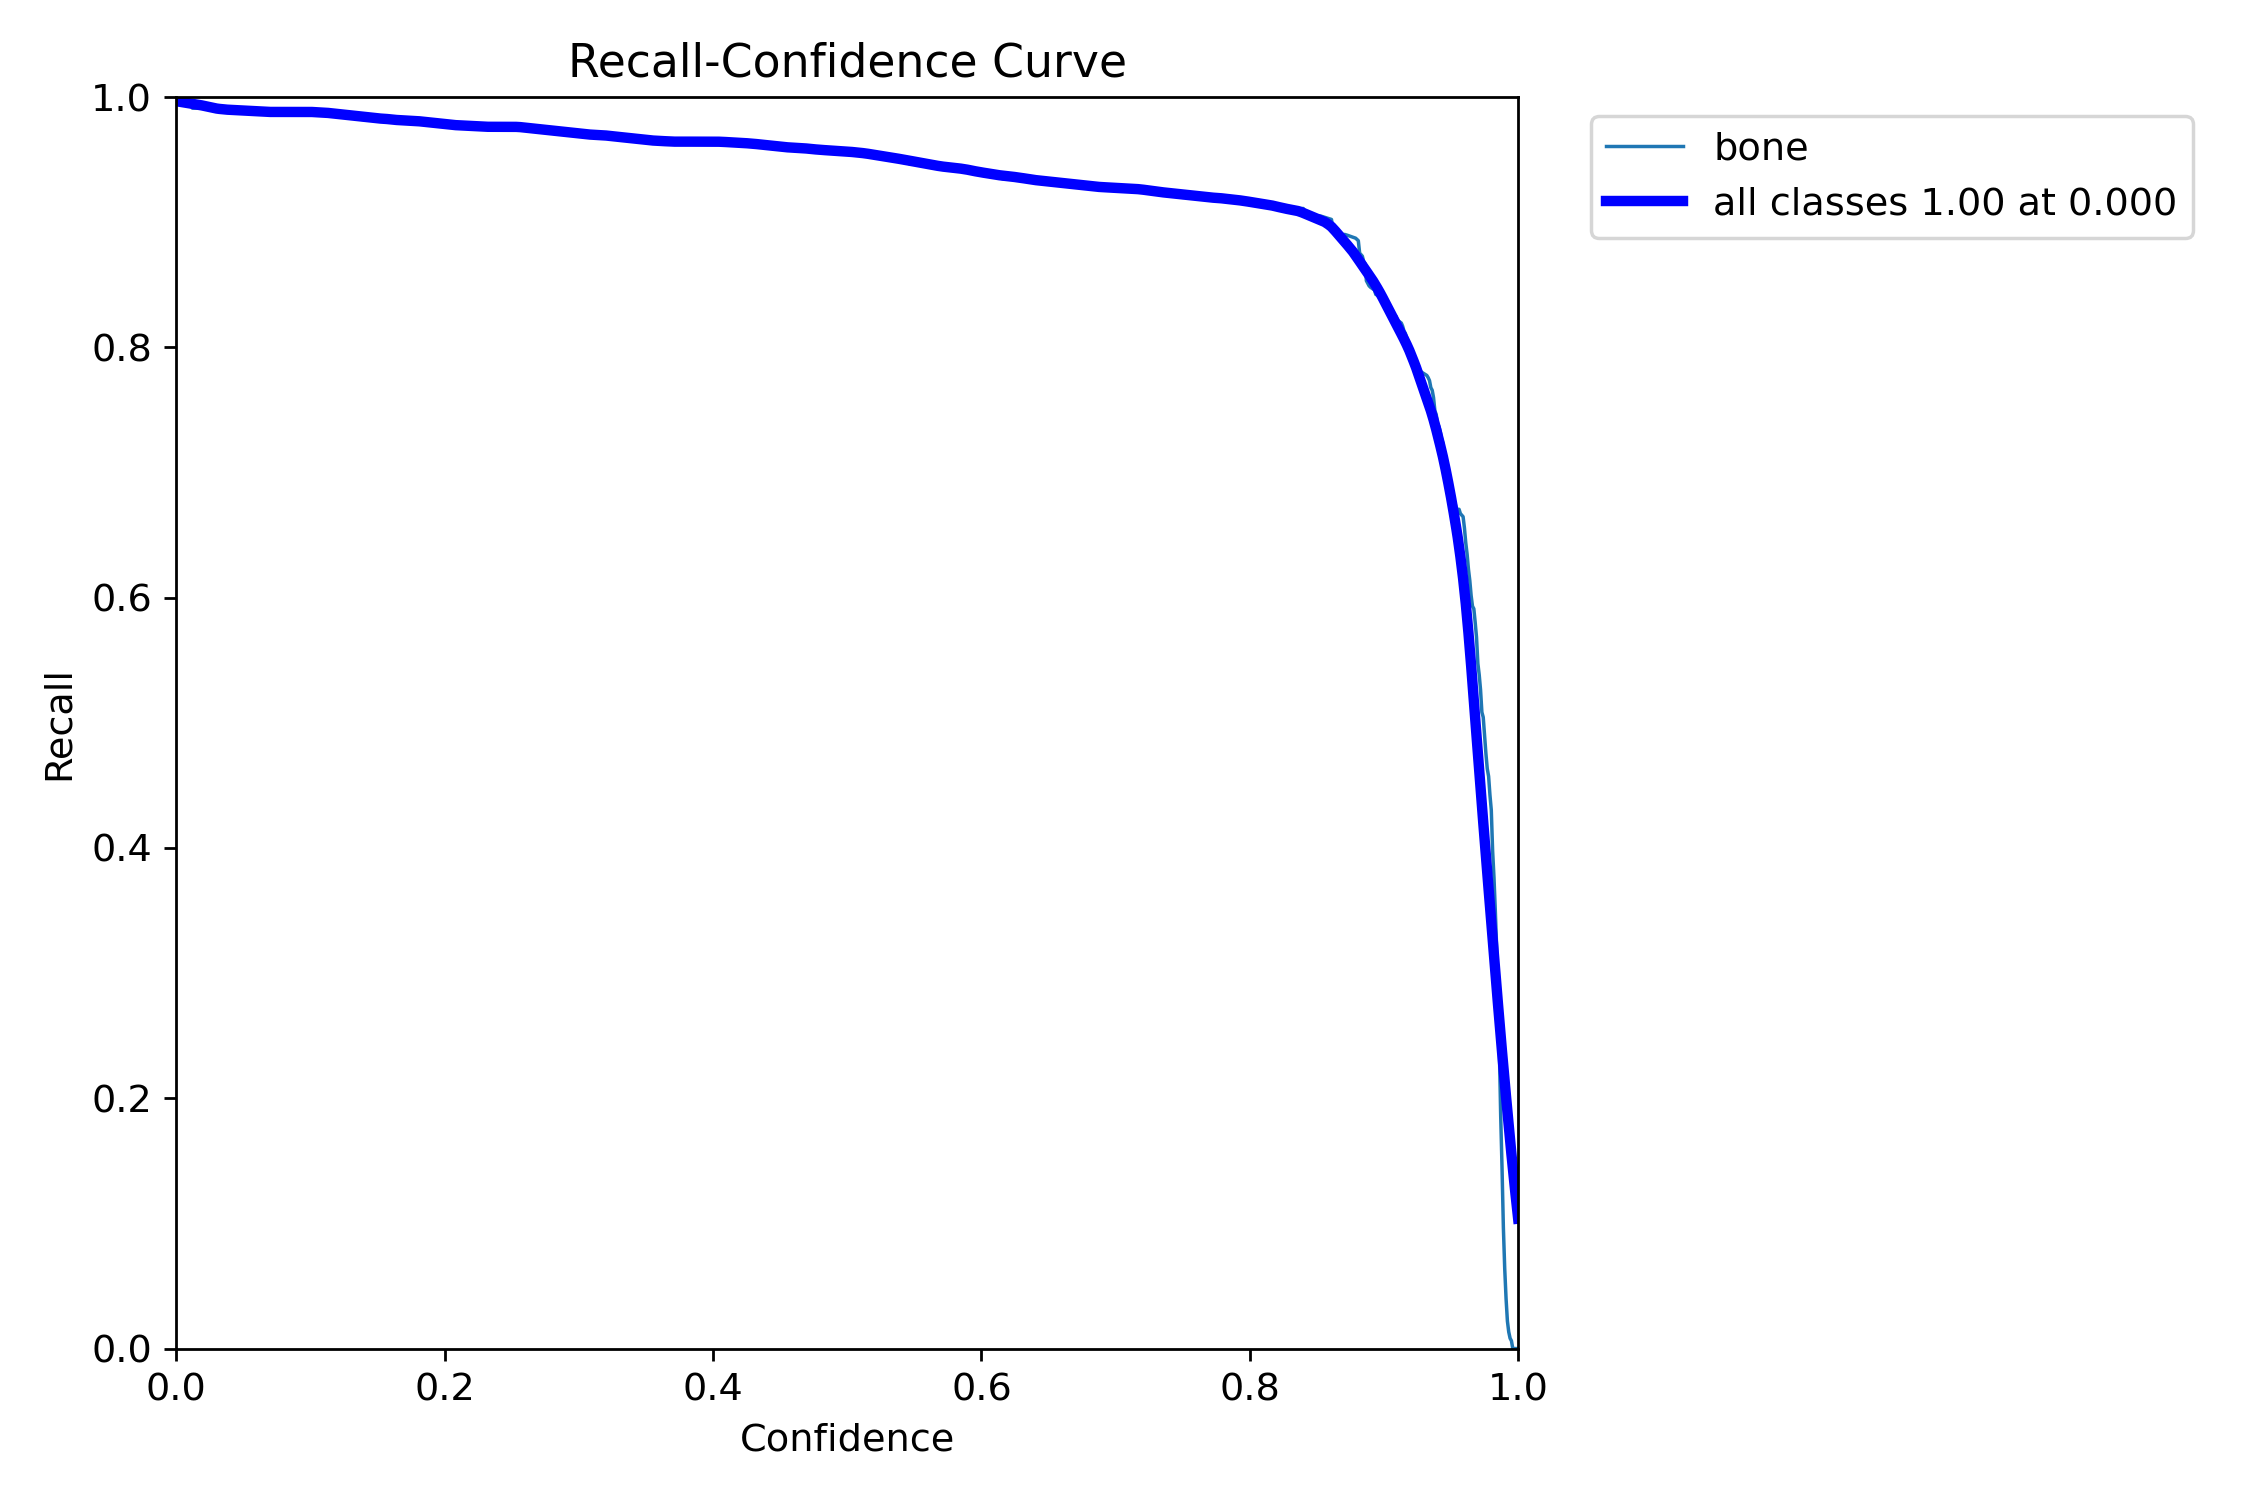 Recall-Confidence Curve
bone
all classes 1.00 at 0.000
1.0
0.8
0.6
0.4
0.2
0.0
Recall
0.0 0.2 0.4 0.6 0.8 1.0
Confidence